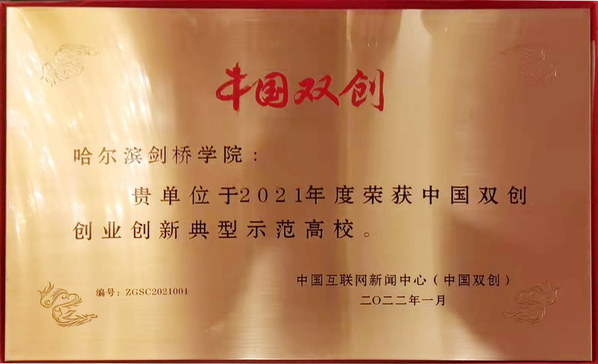 中国双创
哈尔滨剑桥学院：
贵单位于2021年度荣获中国双创
创业创新典型示范高校。
中国互联网新闻中心（中国双创）
编号：ZGSC2021001
二〇二二年一月